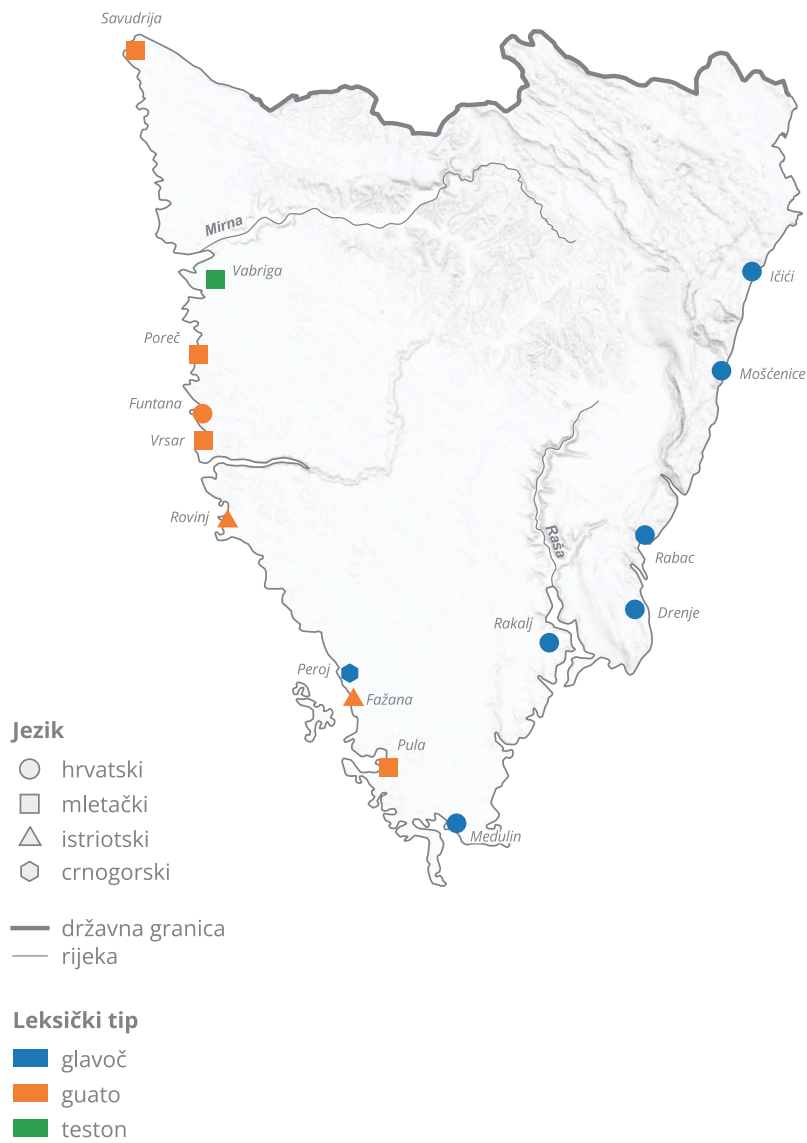 Savudrija
Mirna
Vabriga
Ičići
Poreč
Mošćenice
Funtana
Vrsar
Rovinj
Raša
Rabac
Drenje
Rakalj
Peroj
Fažana
Pula
Medulin
Jezik
hrvatski
mletački
istriotski
crnogorski
državna granica
rijeka
Leksički tip
glavoč
guato
teston